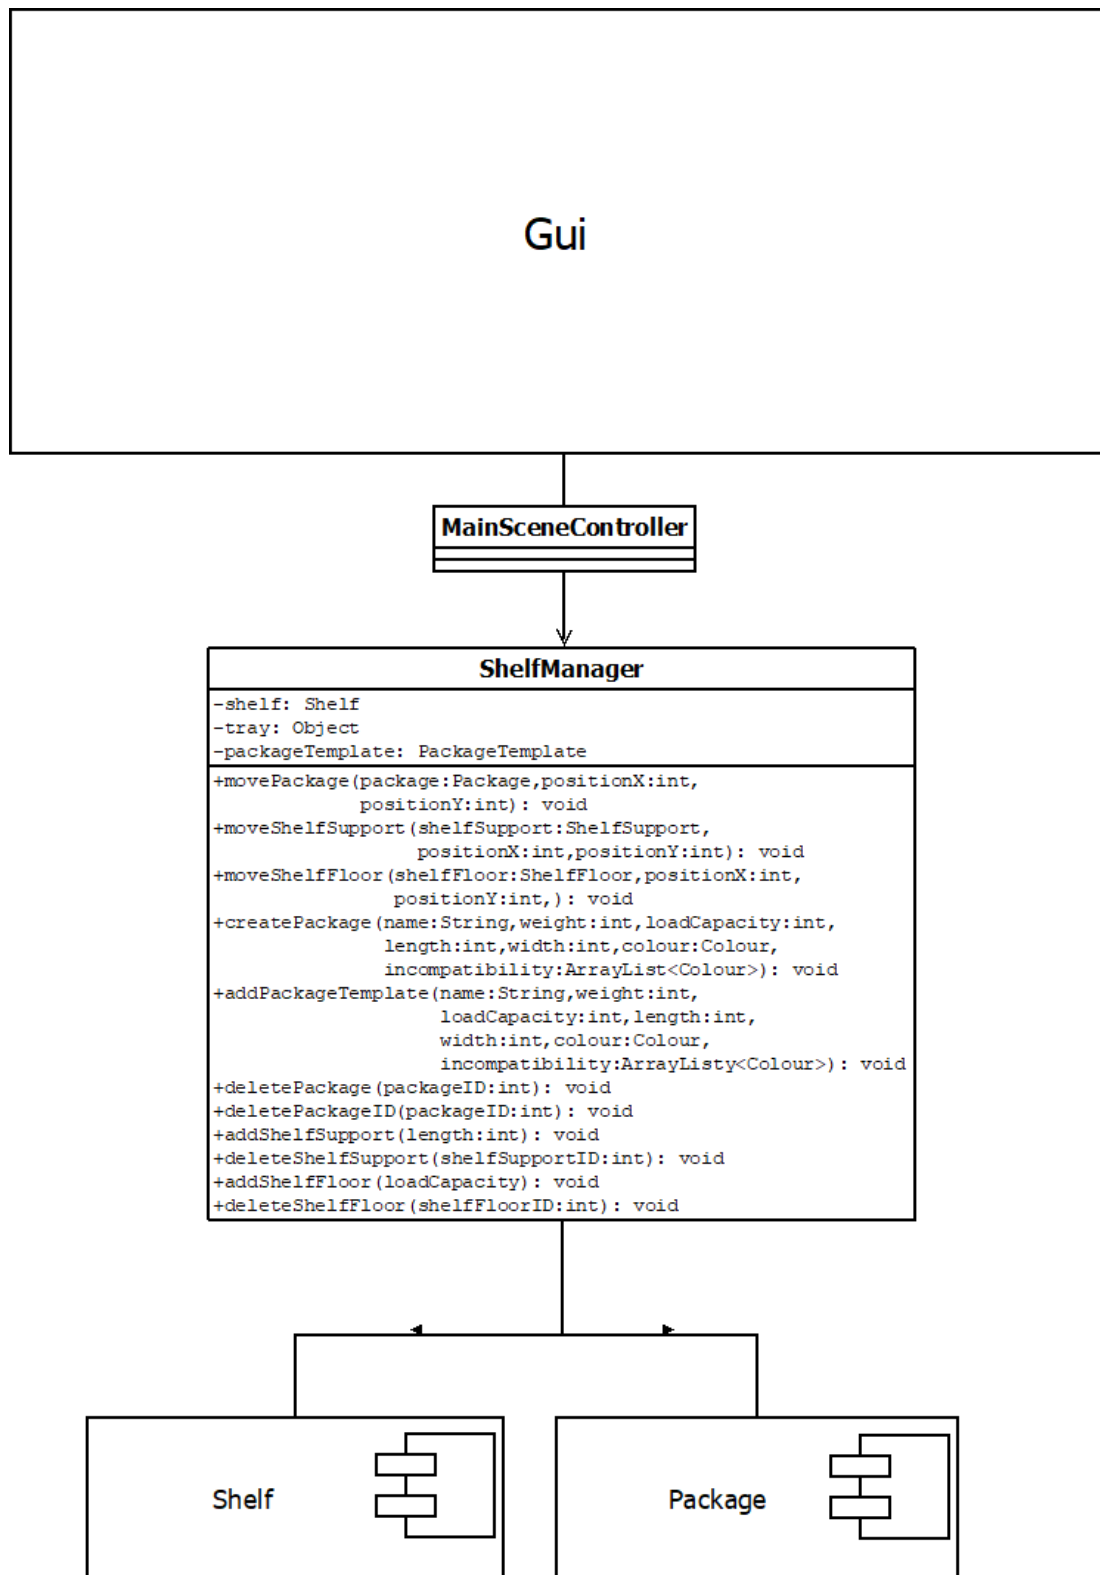 Gui
MainSceneController
ShelfManager
-shelf: Shelf
-tray: Object
-packageTemplate: PackageTemplate
+movePackage(package:Package,positionX:int,
positionY:int): void
+moveShelfSupport(shelfSupport:ShelfSupport,
positionX:int,positionY:int): void
+moveShelfFloor(shelfFloor:ShelfFloor,positionX:int,
positionY:int,): void
+createPackage(name:String,weight:int,loadCapacity:int,
length:int,width:int,colour:Colour,
incompatibility:ArrayList<Colour>): void
+addPackageTemplate(name:String,weight:int,
loadCapacity:int,length:int,
width:int,colour:Colour,
incompatibility:ArrayListy<Colour>): void
+deletePackage(packageID:int): void
+deletePackageID(packageID:int): void
+addShelfSupport(length:int): void
+deleteShelfSupport(shelfSupportID:int): void
+addShelfFloor(loadCapacity): void
+deleteShelfFloor(shelfFloorID:int): void
Shelf
Package